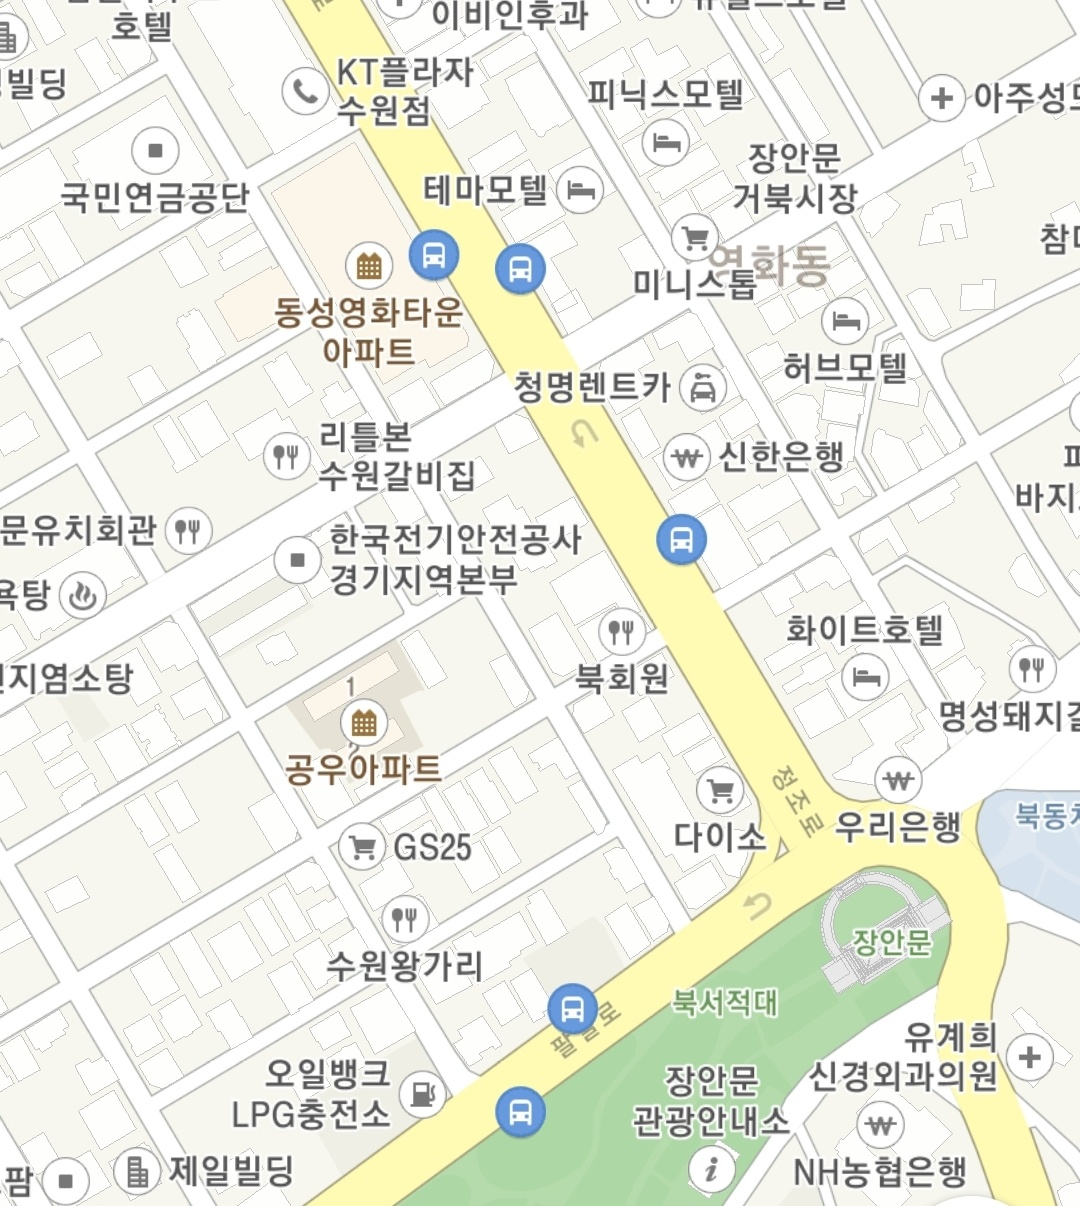 호텔
이비인후과
빌딩
KT플라자
수원점
피닉스모텔
아주성모
국민연금공단
테마모텔
장안문
거북시장
영화동
미니스톱
동성영화타운
아파트
허브모텔
청명렌트카
리틀본
수원갈비집
신한은행
바지
문유치회관
한국전기안전공사
경기지역본부
욕탕
화이트호텔
지염소탕
북회원
1
명성돼지갈
2
공우아파트
정조로
다이소
우리은행
북동치
GS25
수원왕가리
장안문
북서적대
팔달로
유계희
신경외과의원
오일뱅크
LPG충전소
장안문
관광안내소
NH농협은행
제일빌딩
팜